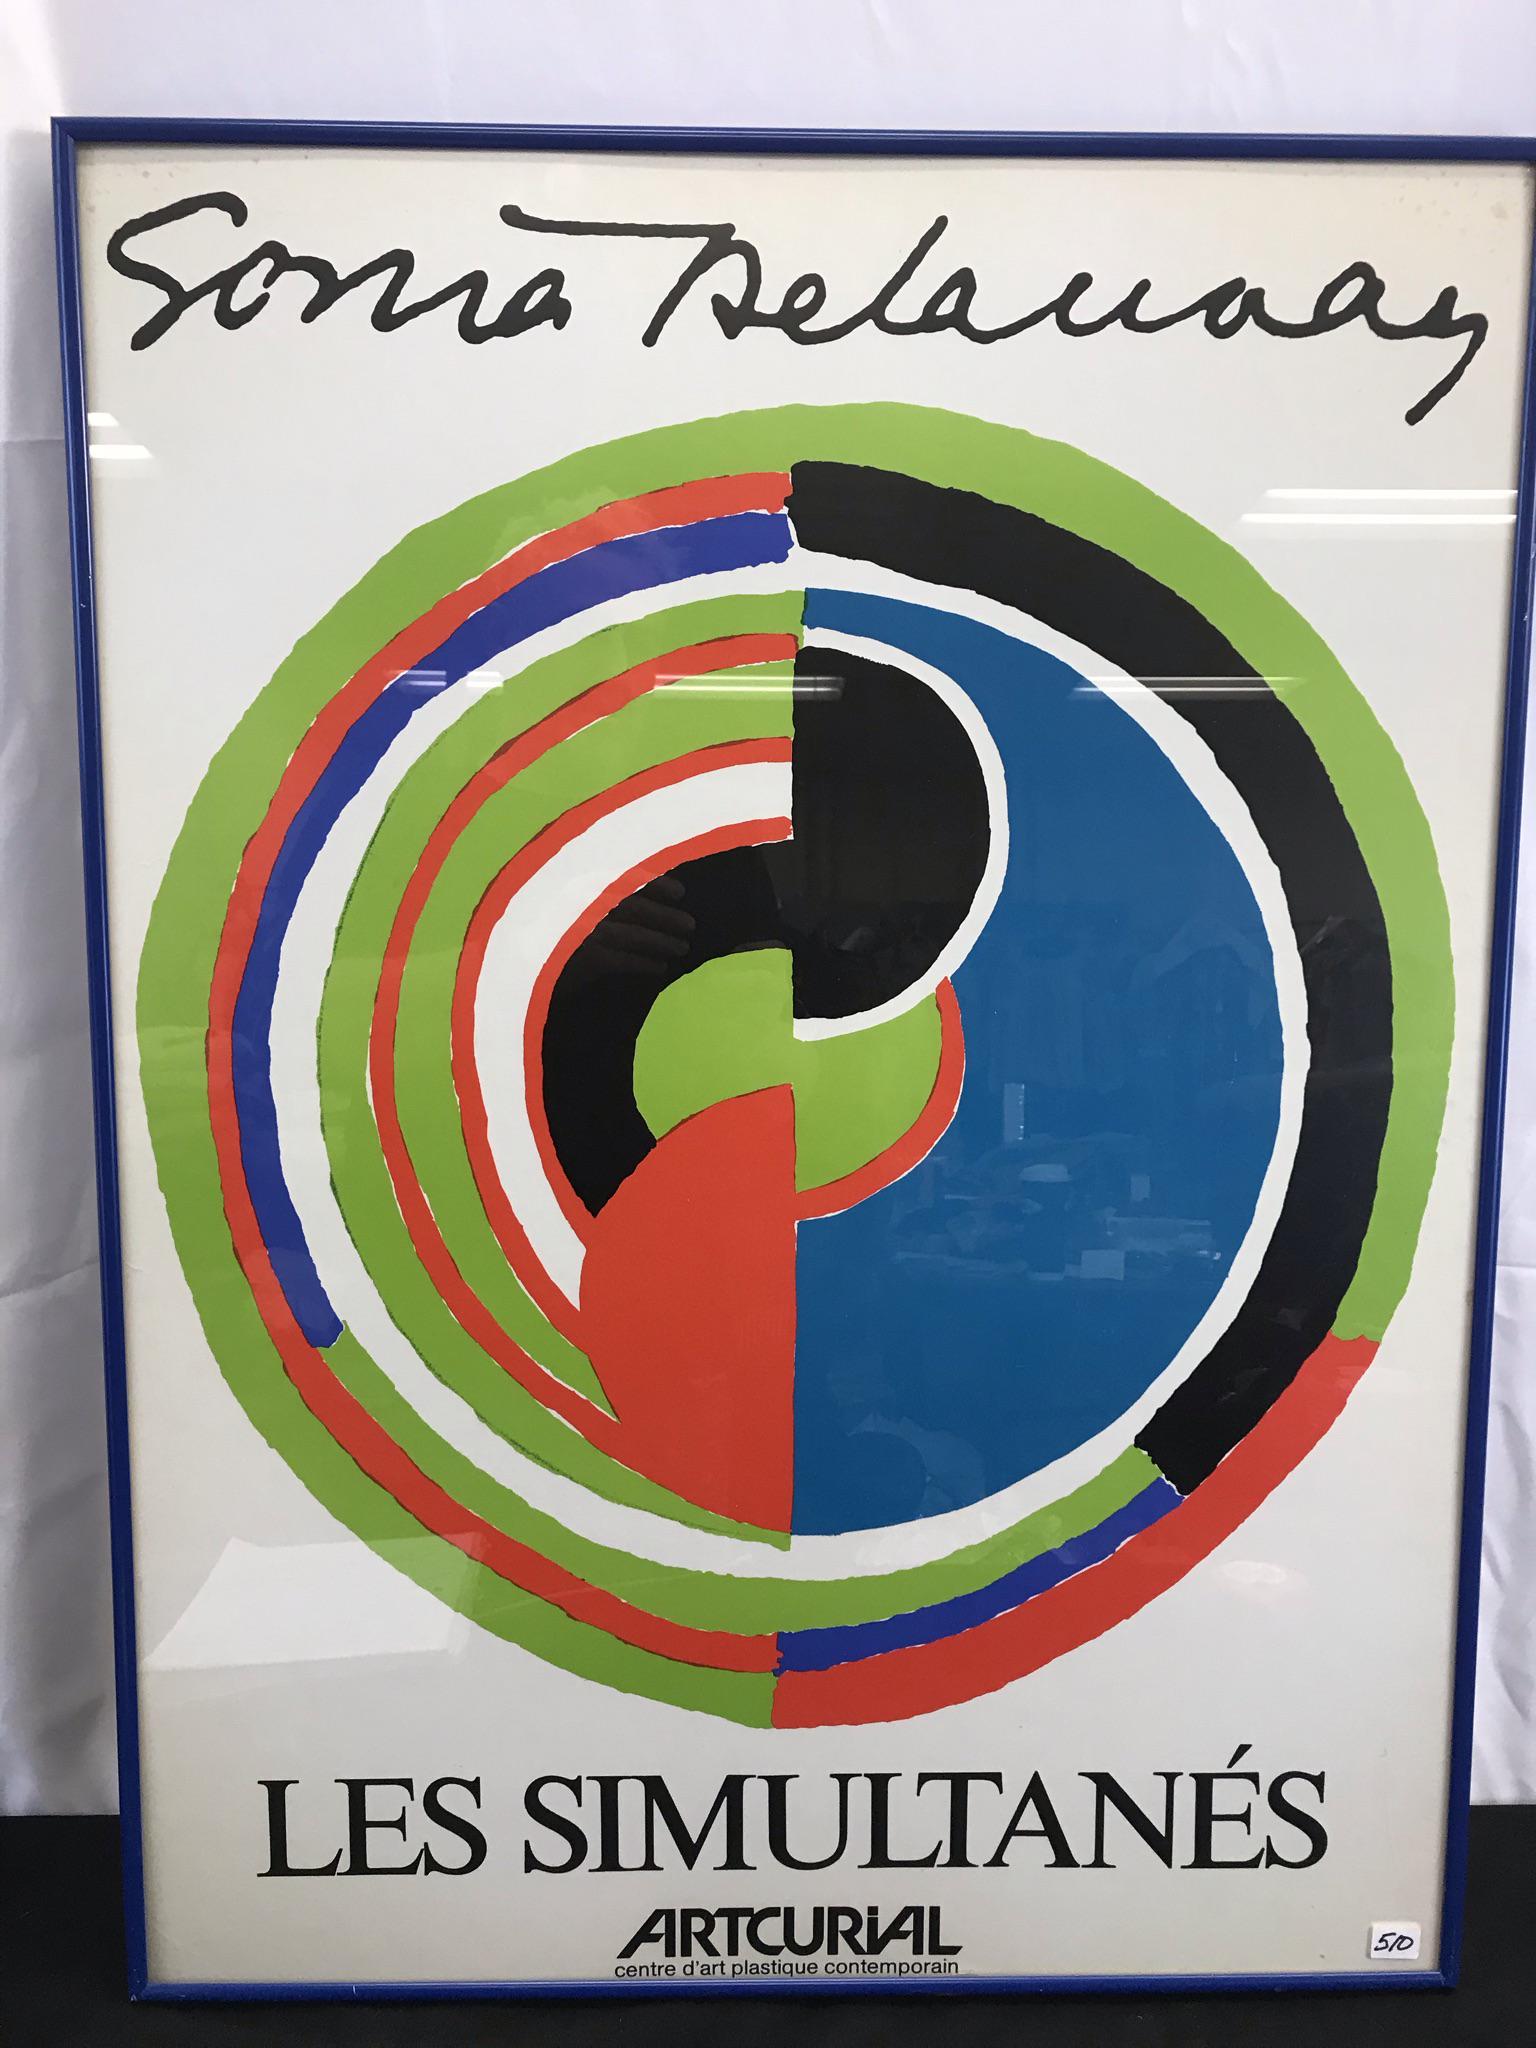 Sonia Delaunay
LES SIMULTANÉS
ARTCURiAL
centre d'art plastique contemporain
510